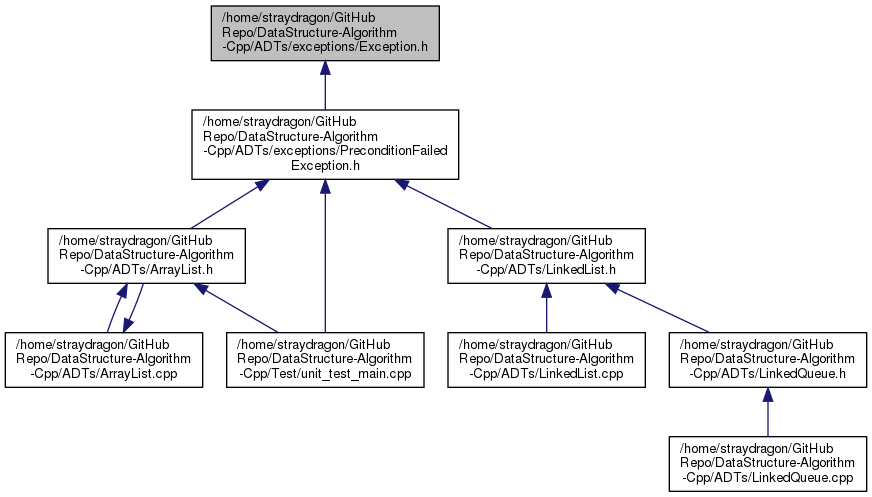 /home/straydragon/GitHub
Repo/DataStructure-Algorithm
-Cpp/ADTs/exceptions/Exception.h
/home/straydragon/GitHub
Repo/DataStructure-Algorithm
-Cpp/ADTs/exceptions/PreconditionFailed
Exception.h
/home/straydragon/GitHub
Repo/DataStructure-Algorithm
-Cpp/ADTs/ArrayList.h
/home/straydragon/GitHub
Repo/DataStructure-Algorithm
-Cpp/ADTs/LinkedList.h
/home/straydragon/GitHub
Repo/DataStructure-Algorithm
-Cpp/ADTs/ArrayList.cpp
/home/straydragon/GitHub
Repo/DataStructure-Algorithm
-Cpp/Test/unit_test_main.cpp
/home/straydragon/GitHub
Repo/DataStructure-Algorithm
-Cpp/ADTs/LinkedList.cpp
/home/straydragon/GitHub
Repo/DataStructure-Algorithm
-Cpp/ADTs/LinkedQueue.h
/home/straydragon/GitHub
Repo/DataStructure-Algorithm
-Cpp/ADTs/LinkedQueue.cpp